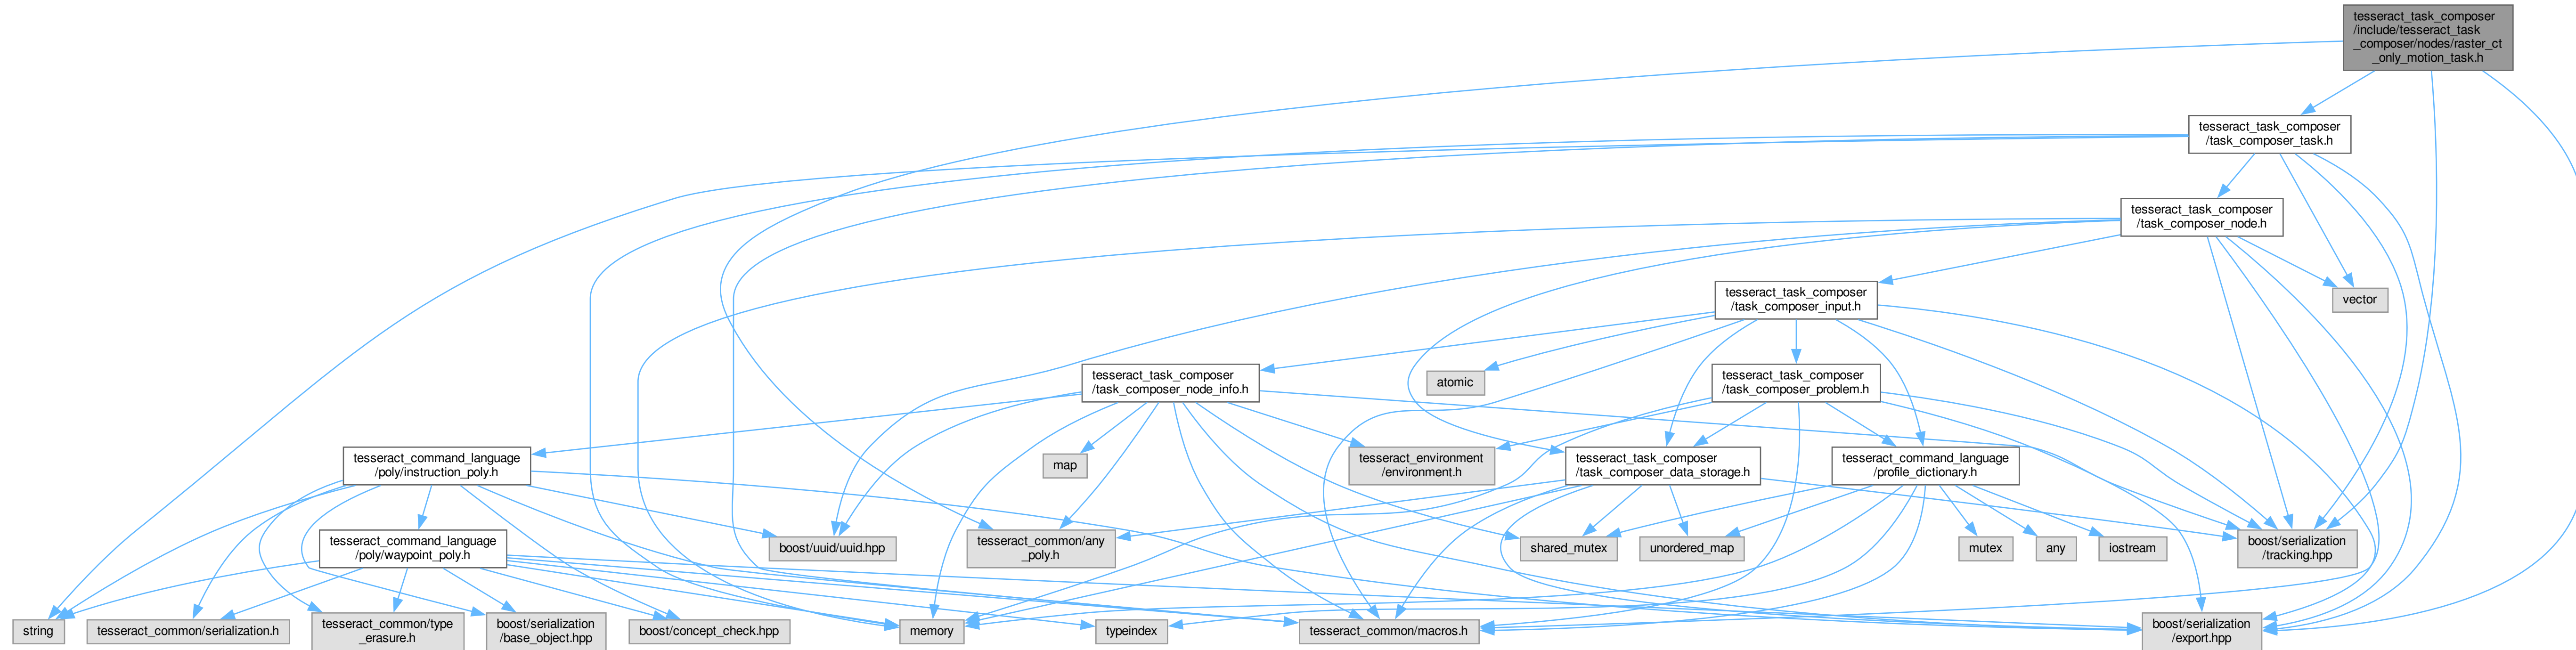 tesseract_task_composer
/include/tesseract_task
_composer/nodes/raster_ct
_only_motion_task.h
tesseract_task_composer
/task_composer_task.h
tesseract_task_composer
/task_composer_node.h
tesseract_task_composer
/task_composer_input.h
vector
tesseract_task_composer
/task_composer_node_info.h
atomic
tesseract_task_composer
/task_composer_problem.h
tesseract_command_language
/poly/instruction_poly.h
map
tesseract_environment
/environment.h
tesseract_task_composer
/task_composer_data_storage.h
tesseract_command_language
/profile_dictionary.h
tesseract_command_language
/poly/waypoint_poly.h
boost/uuid/uuid.hpp
tesseract_common/any
_poly.h
shared_mutex
unordered_map
mutex
any
iostream
boost/serialization
/tracking.hpp
string
tesseract_common/serialization.h
tesseract_common/type
_erasure.h
boost/serialization
/base_object.hpp
boost/concept_check.hpp
memory
typeindex
tesseract_common/macros.h
boost/serialization
/export.hpp